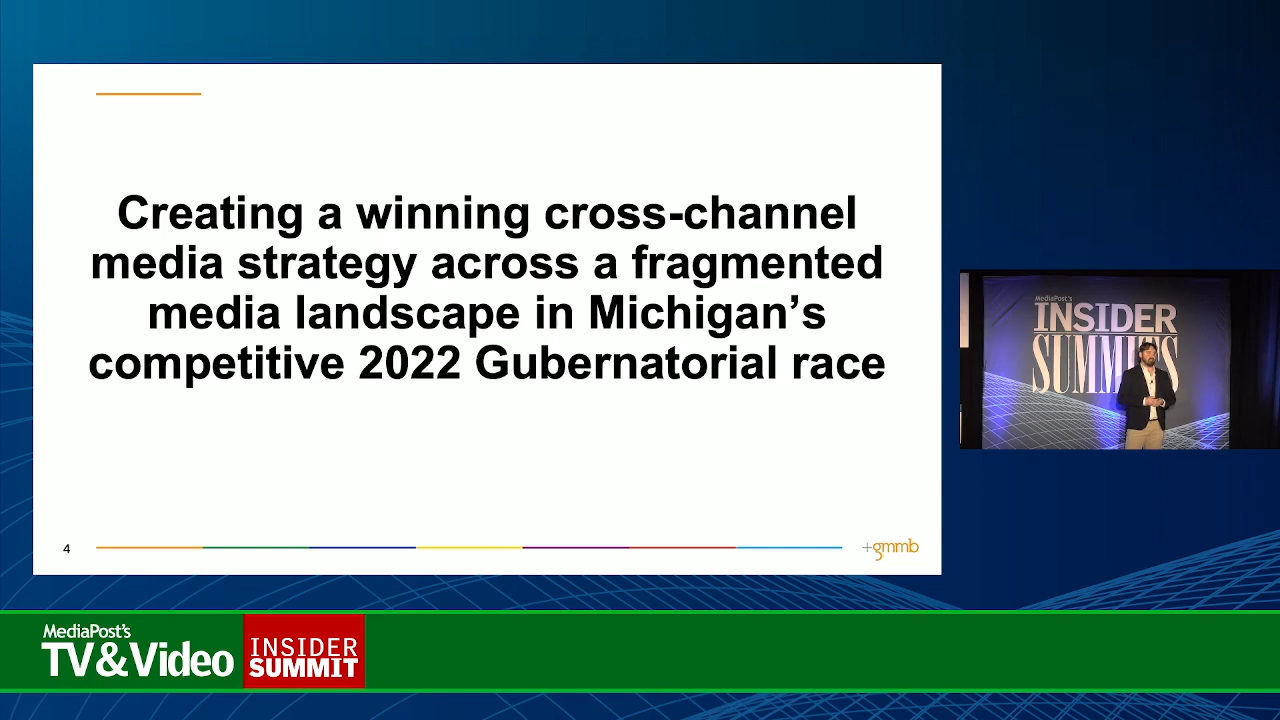 Creating a winning cross-channel
media strategy across a fragmented
media landscape in Michigan’s
competitive 2022 Gubernatorial race
4
+gmmb
MediaPost's
INSIDER
SUMMITS
MediaPost's
TV&Video
INSIDER
SUMMIT